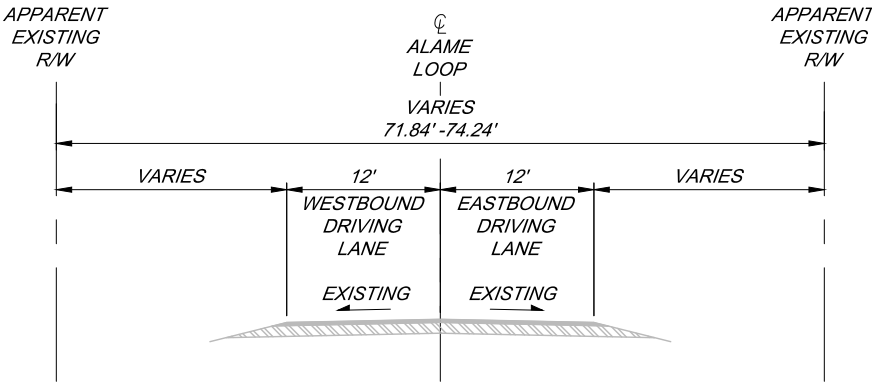 APPARENT
EXISTING
R/W
℄
ALAME
LOOP
APPARENT
EXISTING
R/W
VARIES
71.84' -74.24'
VARIES
12'
12'
VARIES
WESTBOUND
DRIVING
LANE
EASTBOUND
DRIVING
LANE
EXISTING
EXISTING